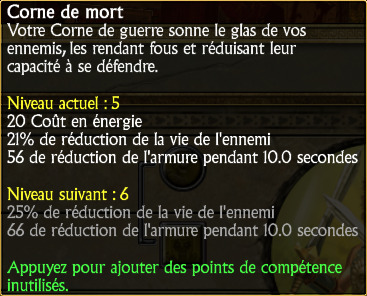 Corne de mort
Votre Corne de guerre sonne le glas de vos
ennemis, les rendant fous et réduisant leur
capacité à se défendre.
Niveau actuel : 5
20 Coût en énergie
21% de réduction de la vie de l'ennemi
56 de réduction de l'armure pendant 10.0 secondes
Niveau suivant : 6
25% de réduction de la vie de l'ennemi
66 de réduction de l'armure pendant 10.0 secondes
Appuyez pour ajouter des points de compétence
inutilisés.